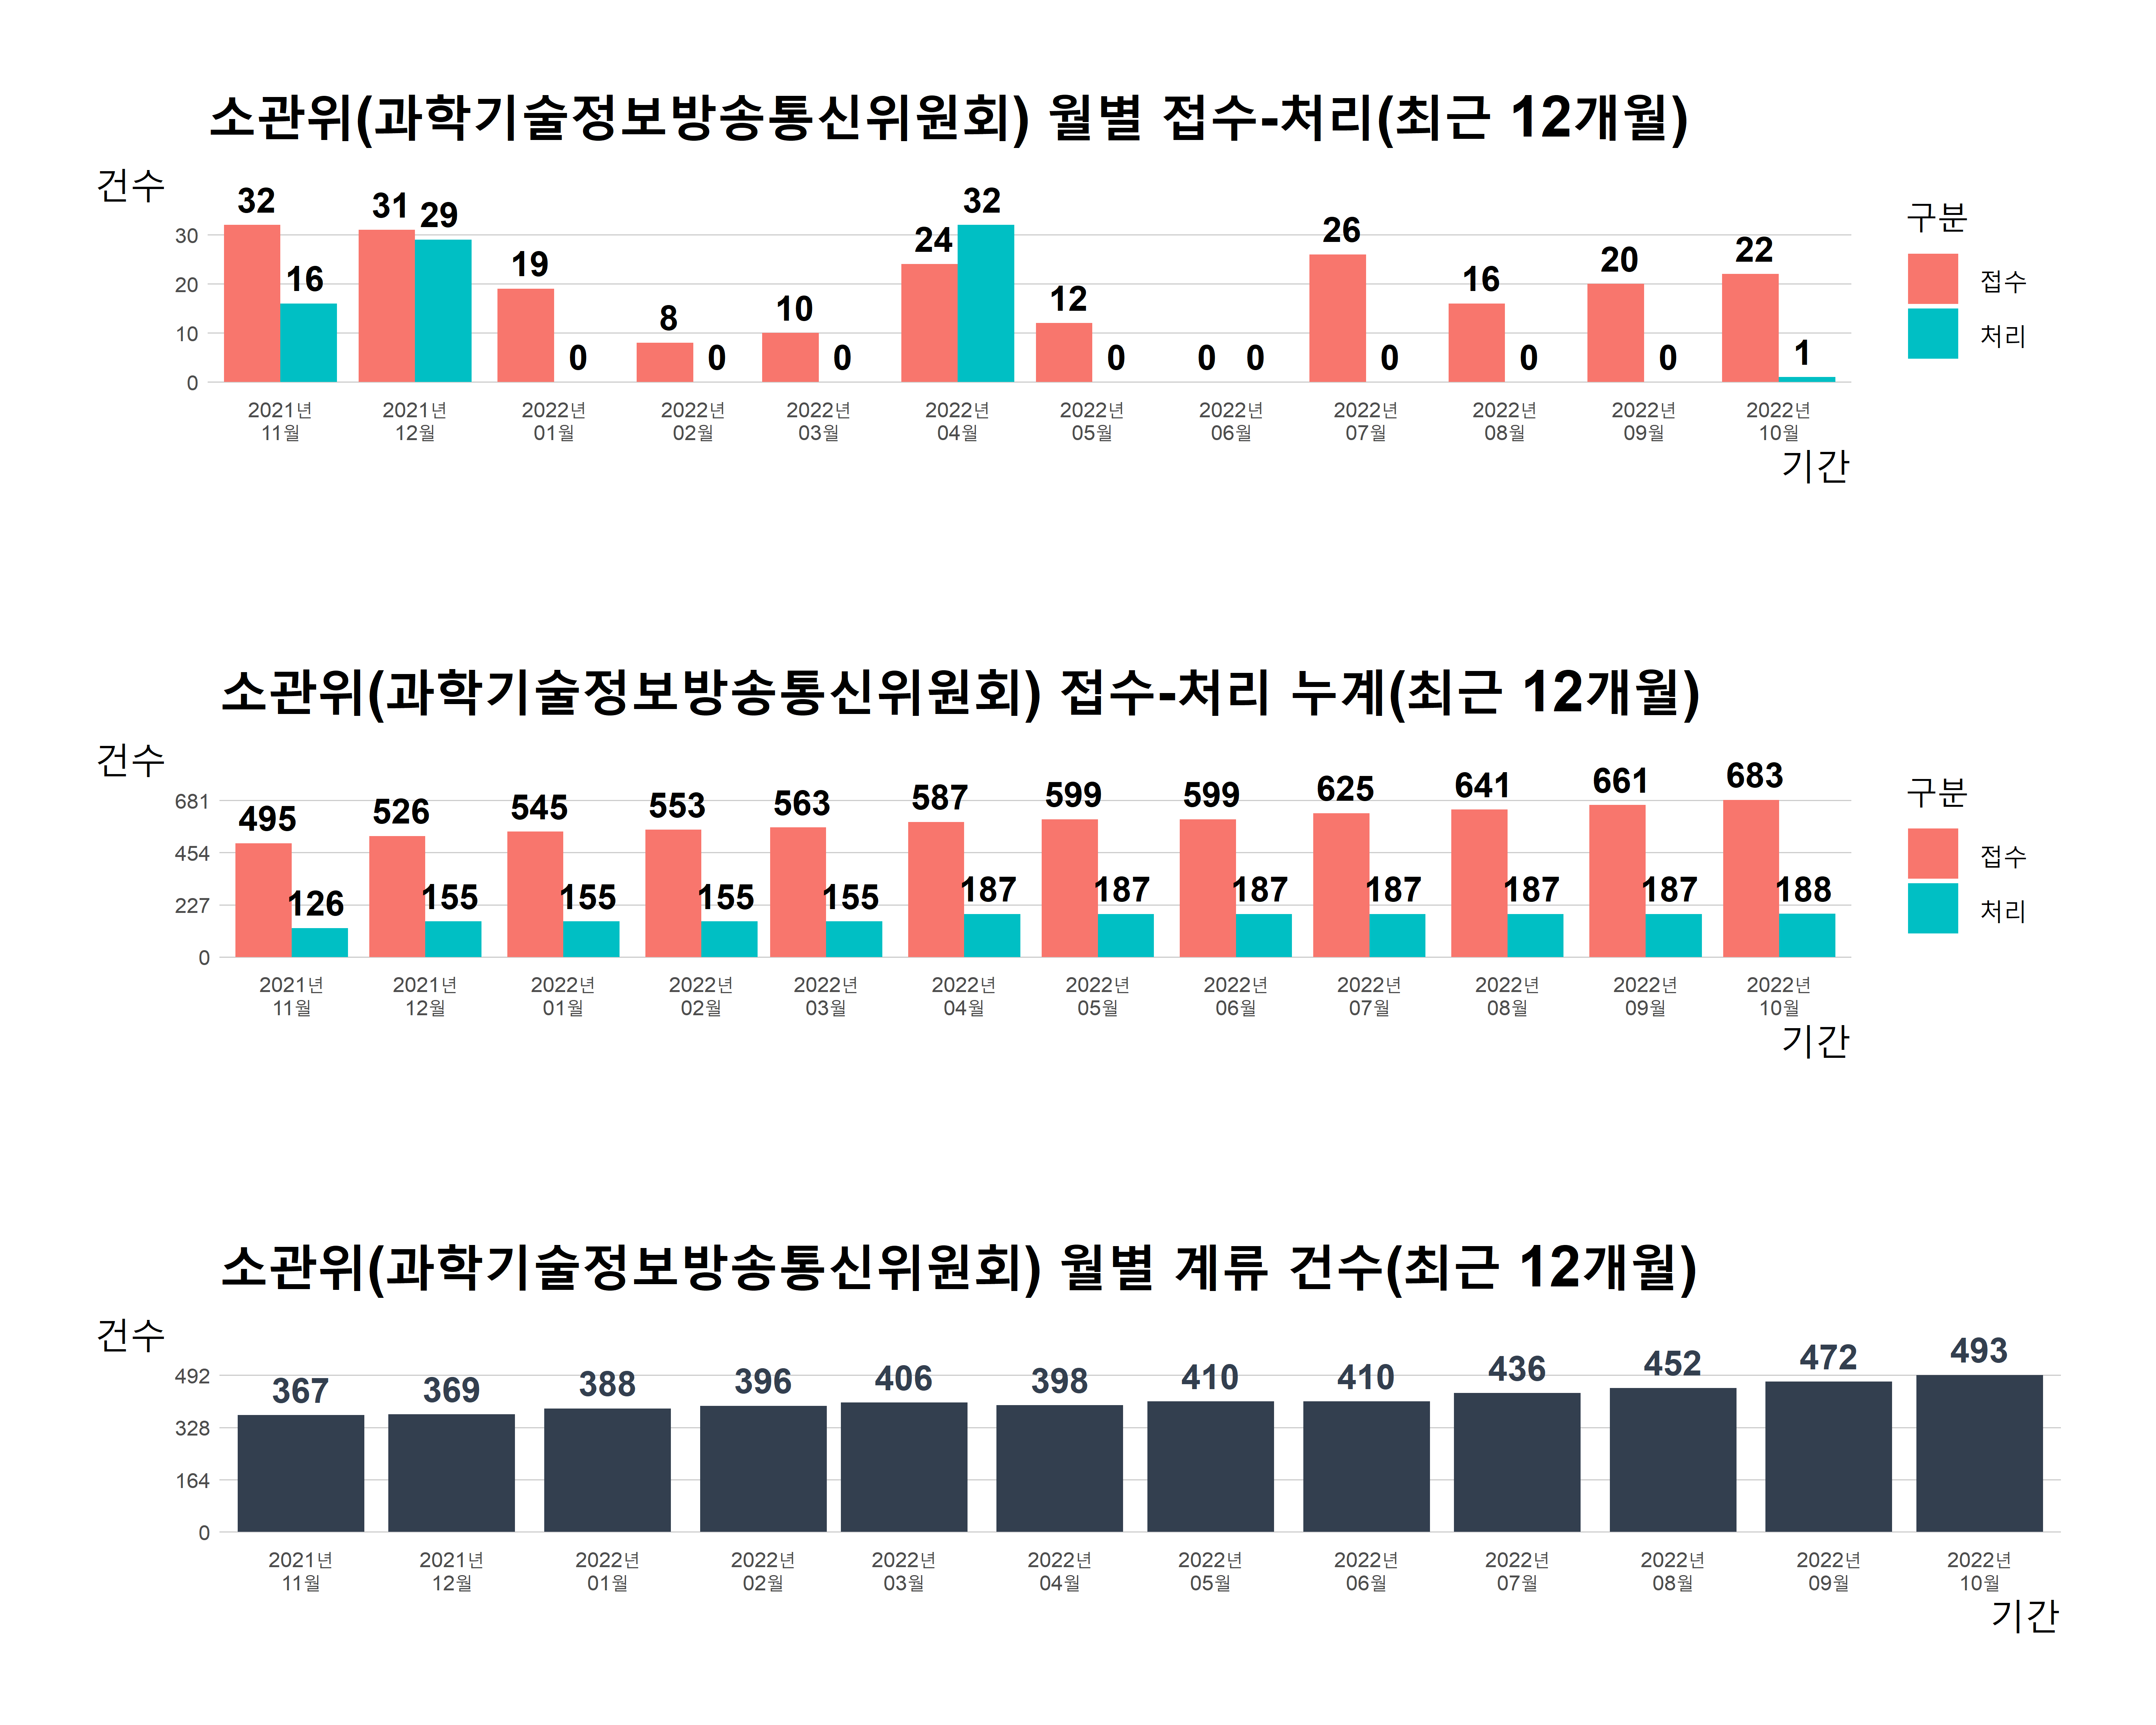 소관위(과학기술정보방송통신위원회) 월별 접수-처리(최근 12개월)
건수
32 16 31 29 19 0 8 0 10 0 24 32 12 0 0 0 26 0 16 0 20 0 22 1
30
20
10
0
2021년 2021년 2022년 2022년 2022년 2022년 2022년 2022년 2022년 2022년 2022년 2022년
11월 12월 01월 02월 03월 04월 05월 06월 07월 08월 09월 10월
기간
구분
접수
처리
소관위(과학기술정보방송통신위원회) 접수-처리 누계(최근 12개월)
건수
495 126 526 155 545 155 553 155 563 155 587 187 599 187 599 187 625 187 641 187 661 187 683 188
681
454
227
0
2021년 2021년 2022년 2022년 2022년 2022년 2022년 2022년 2022년 2022년 2022년 2022년
11월 12월 01월 02월 03월 04월 05월 06월 07월 08월 09월 10월
기간
구분
접수
처리
소관위(과학기술정보방송통신위원회) 월별 계류 건수(최근 12개월)
건수
367 369 388 396 406 398 410 410 436 452 472 493
492
328
164
0
2021년 2021년 2022년 2022년 2022년 2022년 2022년 2022년 2022년 2022년 2022년 2022년
11월 12월 01월 02월 03월 04월 05월 06월 07월 08월 09월 10월
기간